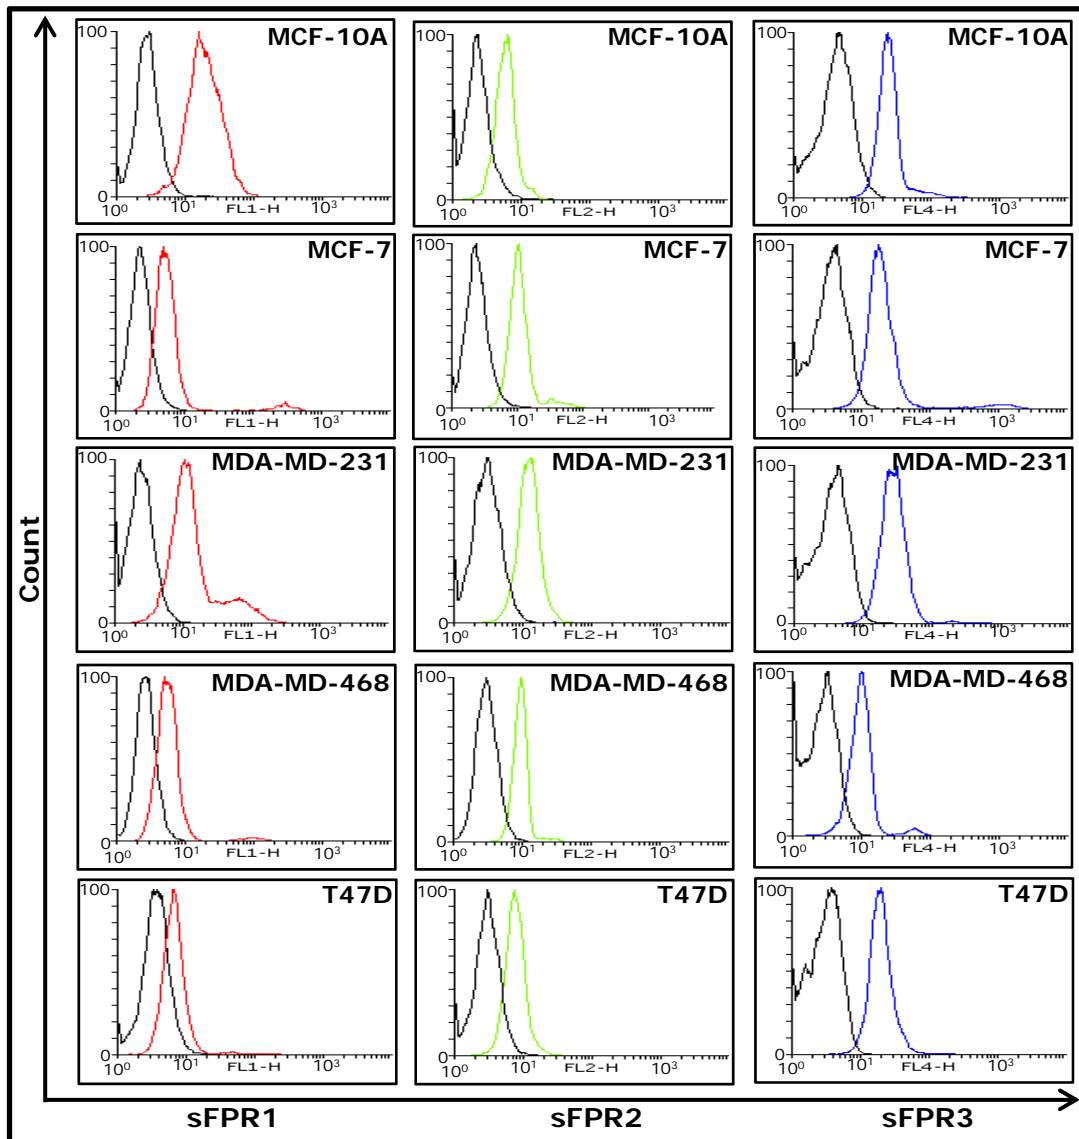 Count
100
MCF-10A
0
10⁰
10¹
FL1-H
10³
100
MCF-10A
0
10⁰
10¹
FL2-H
10³
100
MCF-10A
0
10⁰
10¹
FL4-H
10³
100
MCF-7
0
10⁰
10¹
FL1-H
10³
100
MCF-7
0
10⁰
10¹
FL2-H
10³
100
MCF-7
0
10⁰
10¹
FL4-H
10³
100
MDA-MD-231
0
10⁰
10¹
FL1-H
10³
100
MDA-MD-231
0
10⁰
10¹
FL2-H
10³
100
MDA-MD-231
0
10⁰
10¹
FL4-H
10³
100
MDA-MD-468
0
10⁰
10¹
FL1-H
10³
100
MDA-MD-468
0
10⁰
10¹
FL2-H
10³
100
MDA-MD-468
0
10⁰
10¹
FL4-H
10³
100
T47D
0
10⁰
10¹
FL1-H
10³
100
T47D
0
10⁰
10¹
FL2-H
10³
100
T47D
0
10⁰
10¹
FL4-H
10³
sFPR1
sFPR2
sFPR3